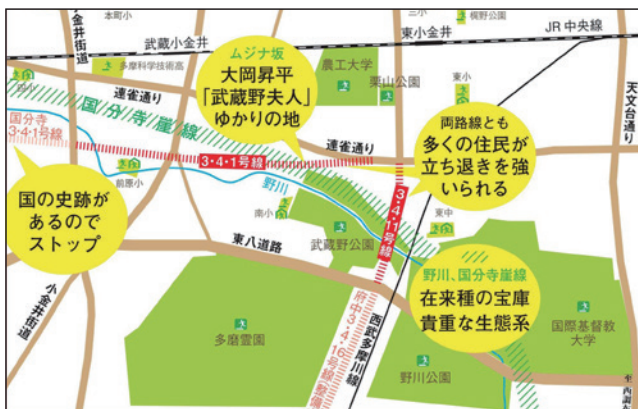 小金井街道
本町小
武蔵小金井
三小
東小金井
梶野公園
JR中央線
天文台通り
多摩科学技術高
ムジナ坂
大岡昇平
「武蔵野夫人」
ゆかりの地
農工大学
栗山公園
東小
四小
連雀通り
国分寺崖線
国分寺
3・4・1号線
3・4・1号線
連雀通り
両路線とも
多くの住民が
立ち退きを強
いられる
前原小
野川
3・4・11号線
国の史跡が
あるので
ストップ
南小
武蔵野公園
東中
東八道路
野川、国分寺崖線
在来種の宝庫
貴重な生態系
小金井街道
多磨霊園
府中3・4・16号線整備
西武多摩川線
野川公園
国際基督教
大学